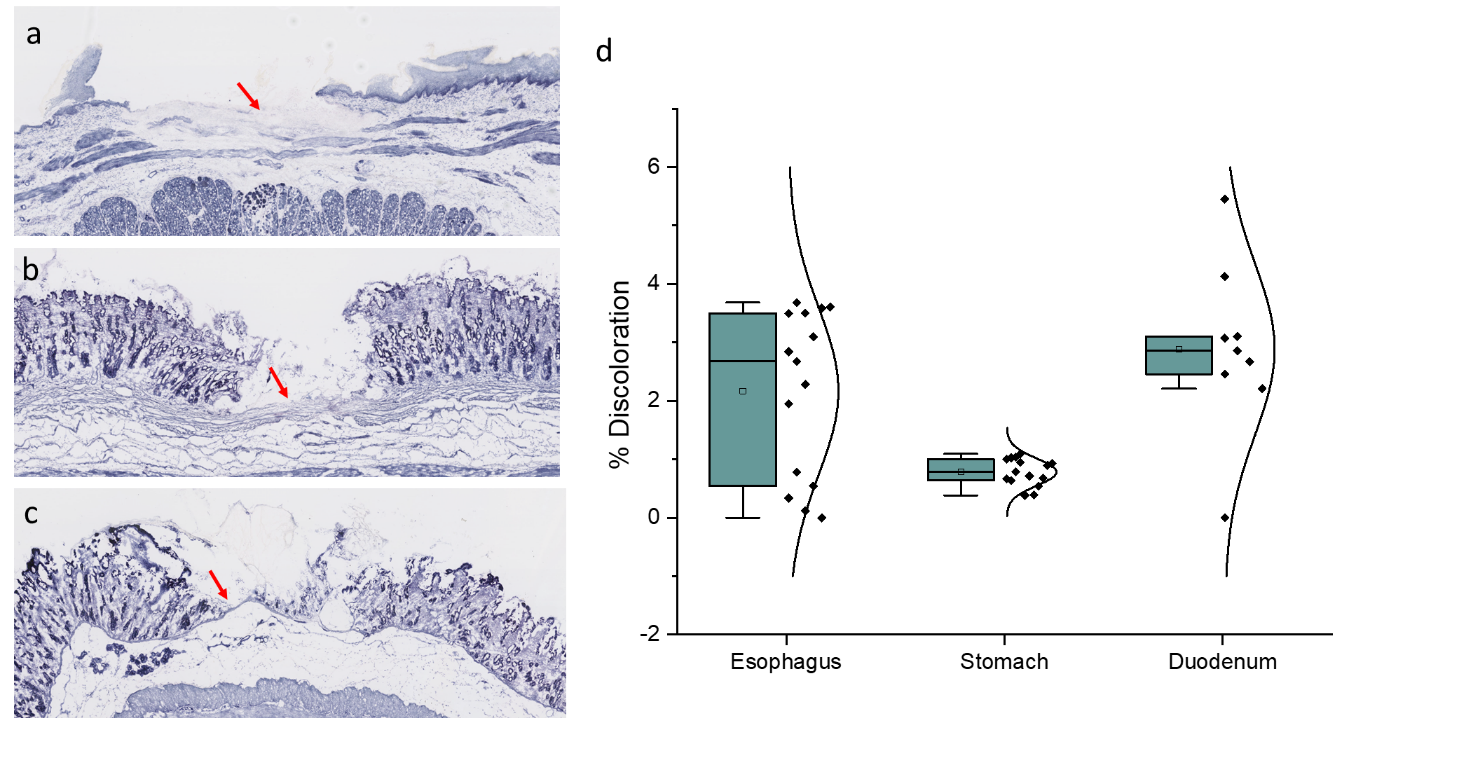 a
b
c
d
% Discoloration
6
4
2
0
-2
Esophagus
Stomach
Duodenum